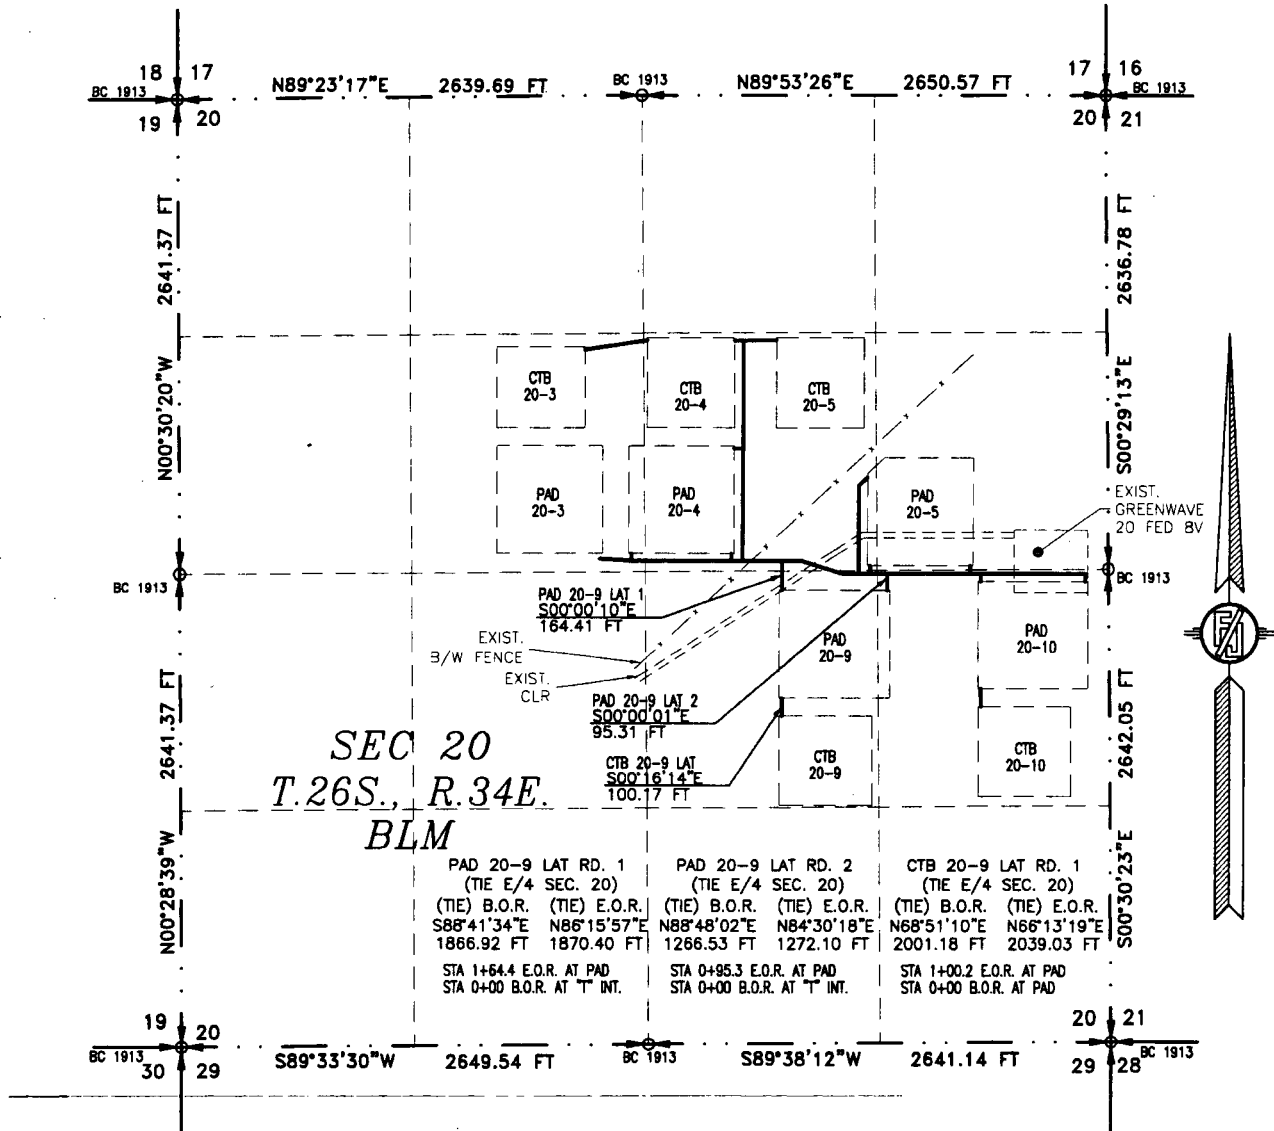 18 17
BC 1913
19 20
N89°23'17"E 2639.69 FT
BC 1913
N89°53'26"E 2650.57 FT
17 16
BC 1913
20 21
2641.37 FT
N00°30'20"W
2636.78 FT
S00°29'13"E
CTB
20-3
CTB
20-4
CTB
20-5
PAD
20-3
PAD
20-4
PAD
20-5
EXIST.
GREENWAVE
20 FED 8V
BC 1913
BC 1913
PAD 20-9 LAT 1
S00°00'10"E
164.41 FT
EXIST.
B/W FENCE
EXIST.
CLR
PAD
20-9
PAD
20-10
PAD 20-9 LAT 2
S00°00'01"E
95.31 FT
CTB 20-9 LAT
S00°16'14"E
100.17 FT
CTB
20-9
CTB
20-10
2641.37 FT
N00°28'39"W
2642.05 FT
S00°30'23"E
SEC 20
T.26S., R.34E.
BLM
PAD 20-9 LAT RD. 1
(TIE E/4 SEC. 20)
(TIE) B.O.R. (TIE) E.O.R.
S88°41'34"E N86°15'57"E
1866.92 FT 1870.40 FT
STA 1+64.4 E.O.R. AT PAD
STA 0+00 B.O.R. AT "T" INT.
PAD 20-9 LAT RD. 2
(TIE E/4 SEC. 20)
(TIE) B.O.R. (TIE) E.O.R.
N88°48'02"E N84°30'18"E
1266.53 FT 1272.10 FT
STA 0+95.3 E.O.R. AT PAD
STA 0+00 B.O.R. AT "T" INT.
CTB 20-9 LAT RD. 1
(TIE E/4 SEC. 20)
(TIE) B.O.R. (TIE) E.O.R.
N68°51'10"E N66°13'19"E
2001.18 FT 2039.03 FT
STA 1+00.2 E.O.R. AT PAD
STA 0+00 B.O.R. AT PAD
19 20
BC 1913
30 29
S89°33'30"W 2649.54 FT
BC 1913
S89°38'12"W 2641.14 FT
20 21
BC 1913
29 28